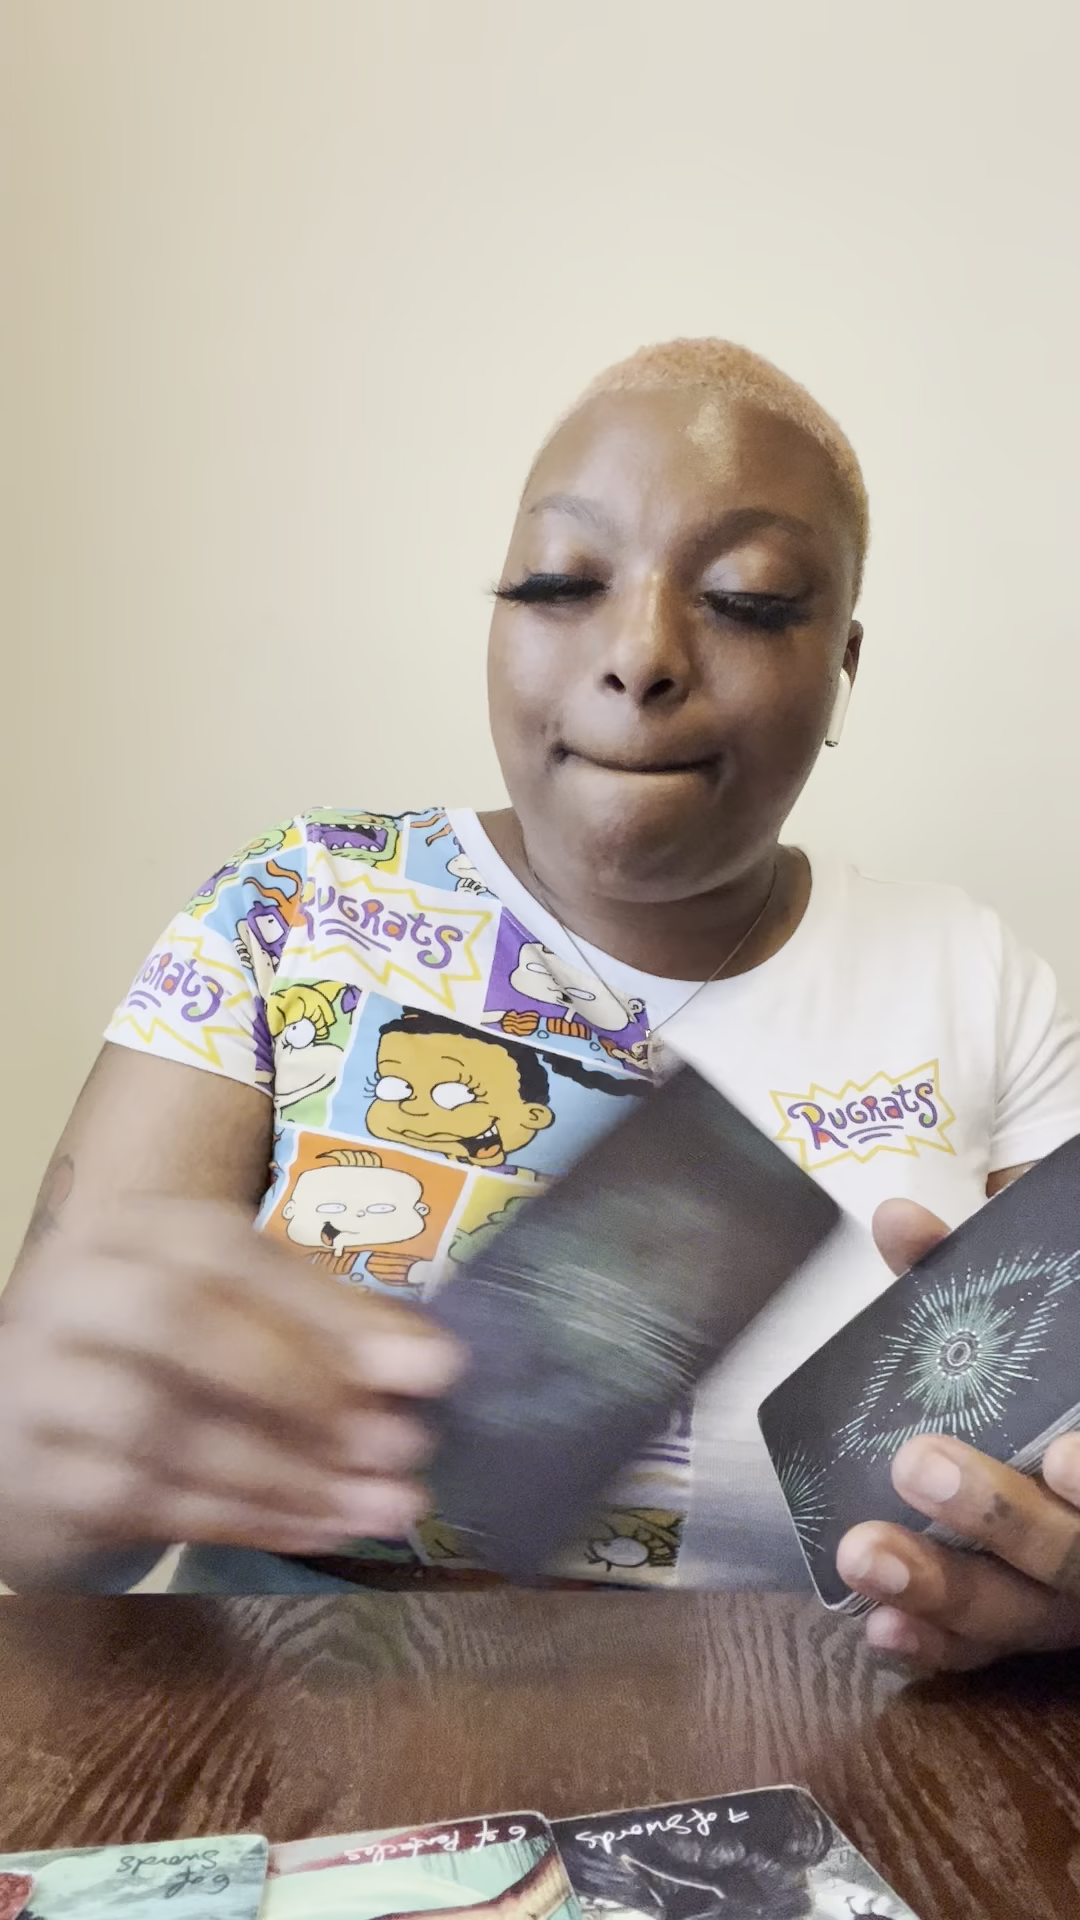 RUGRATS
RUGRATS
RUGRATS
6 of
Swords
6 of Pentacles
7 of Swords